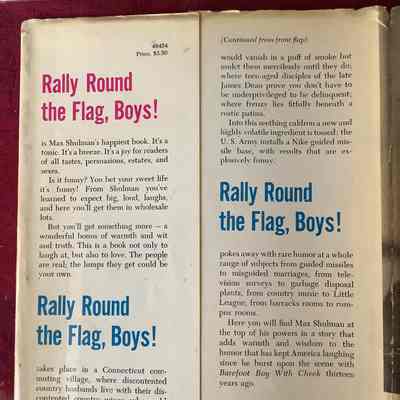 49454
Price, $3.50
Rally Round
the Flag, Boys!
is Max Shulman's happiest book. It's a
tonic. It's a breeze. It's a joy for readers
of all tastes, persuasions, estates, and
sexes.
Is it funny? You bet your sweet life
it's funny! From Shulman you've
learned to expect big, loud, laughs,
and here you'll get them in wholesale
lots.
But you'll get something more — a
wonderful bonus of warmth and wit
and truth. This is a book not only to
laugh at, but also to love. The people
are real; the lumps they get could be
your own.
Rally Round
the Flag, Boys!
takes place in a Connecticut com-
muting village, where discontented
country husbands live with their dis-
(Continued from front flap)
would vanish in a puff of smoke but
under them mercilessly until they do;
where teen-aged disciples of the late
James Dean prove you don't have to
be underprivileged to be delinquent;
where frenzy lies fitfully beneath a
rustic patina.
Into this seething caldron a new and
highly volatile ingredient is tossed: the
U. S. Army installs a Nike guided mis-
sile base, with results that are ex-
plosively funny.
Rally Round
the Flag, Boys!
pokes away with rare humor at a whole
range of subjects from guided missiles
to misguided marriages, from tele-
vision surveys to garbage disposal
plants, from country music to Little
League, from barracks rooms to rum-
pus rooms.
Here you will find Max Shulman at
the top of his powers in a story that
adds warmth and wisdom to the
humor that has kept America laughing
since he burst upon the scene with
Barefoot Boy With Cheek thirteen
years ago.